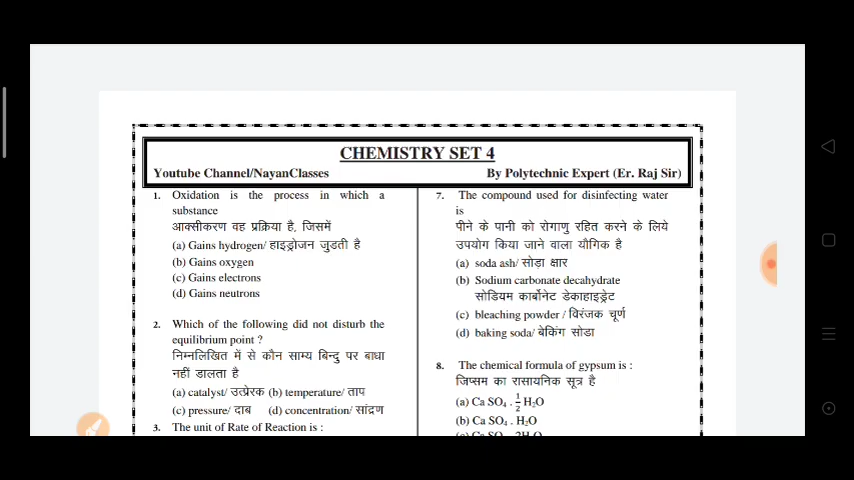 CHEMISTRY SET 4
Youtube Channel/NayanClasses By Polytechnic Expert (Er. Raj Sir)
1. Oxidation is the process in which a
substance
आक्सीकरण वह प्रक्रिया है, जिसमें
(a) Gains hydrogen/ हाइड्रोजन जुडती है
(b) Gains oxygen
(c) Gains electrons
(d) Gains neutrons
2. Which of the following did not disturb the
equilibrium point ?
निम्नलिखित में से कौन साम्य बिन्दु पर बाधा
नहीं डालता है
(a) catalyst/ उत्प्रेरक (b) temperature/ ताप
(c) pressure/ दाब (d) concentration/ सांद्रण
3. The unit of Rate of Reaction is :
7. The compound used for disinfecting water
is
पीने के पानी को रोगाणु रहित करने के लिये
उपयोग किया जाने वाला यौगिक है
(a) soda ash/ सोड़ा क्षार
(b) Sodium carbonate decahydrate
सोडियम कार्बोनेट डेकाहाइड्रेट
(c) bleaching powder / विरंजक चूर्ण
(d) baking soda/ बेकिंग सोडा
8. The chemical formula of gypsum is :
जिप्सम का रासायनिक सूत्र है
(a) Ca SO₄ . ½ H₂O
(b) Ca SO₄ . H₂O
(c) Ca SO₄ . 2H₂O